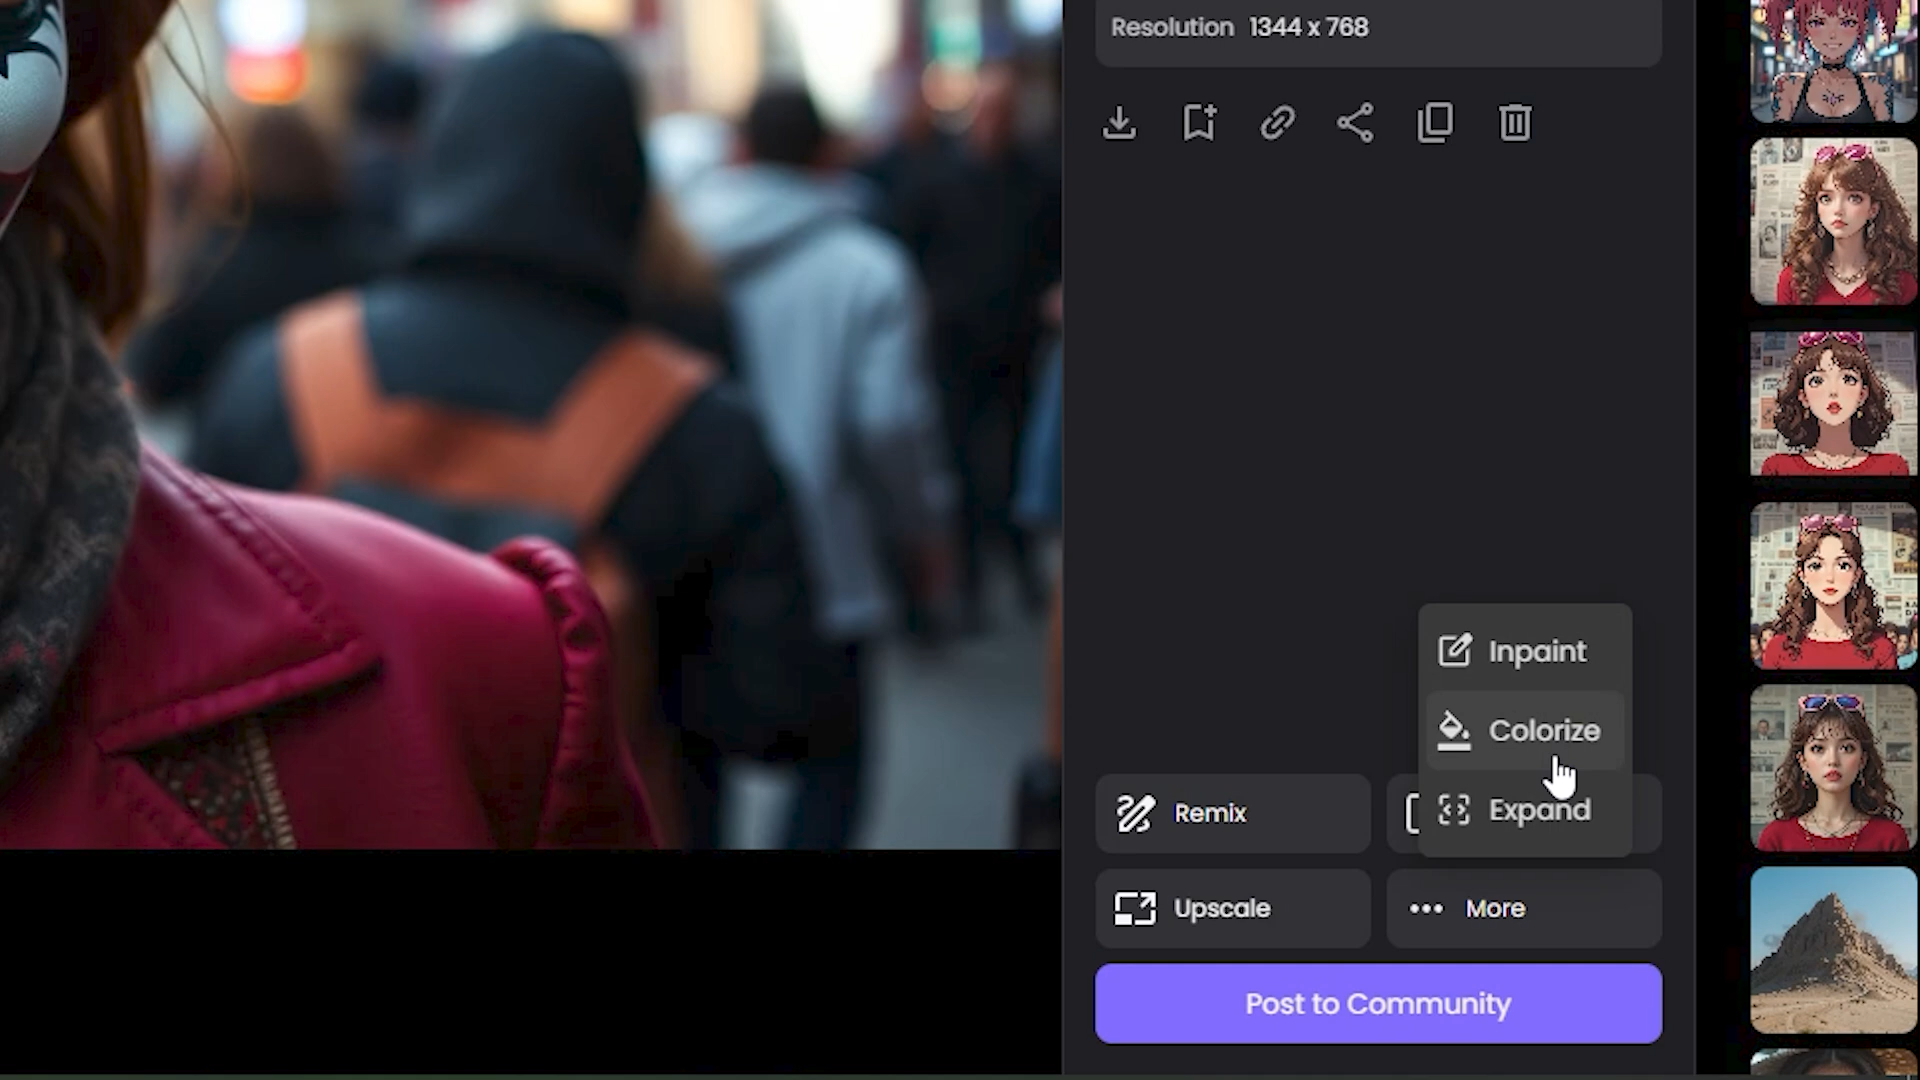 Resolution 1344 x 768
Inpaint
Colorize
Expand
Remix
Upscale
More
Post to Community